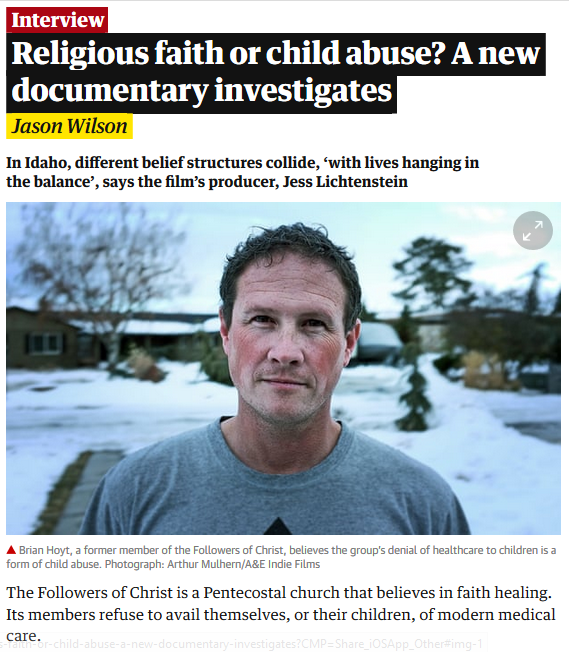 Interview
Religious faith or child abuse? A new
documentary investigates
Jason Wilson
In Idaho, different belief structures collide, ‘with lives hanging in
the balance’, says the film’s producer, Jess Lichtenstein
Brian Hoyt, a former member of the Followers of Christ, believes the group’s denial of healthcare to children is a
form of child abuse. Photograph: Arthur Mulhern/A&E Indie Films
The Followers of Christ is a Pentecostal church that believes in faith healing.
Its members refuse to avail themselves, or their children, of modern medical
care.
s-faith-or-child-abuse-a-new-documentary-investigates?CMP=Share_iOSApp_Other#img-1